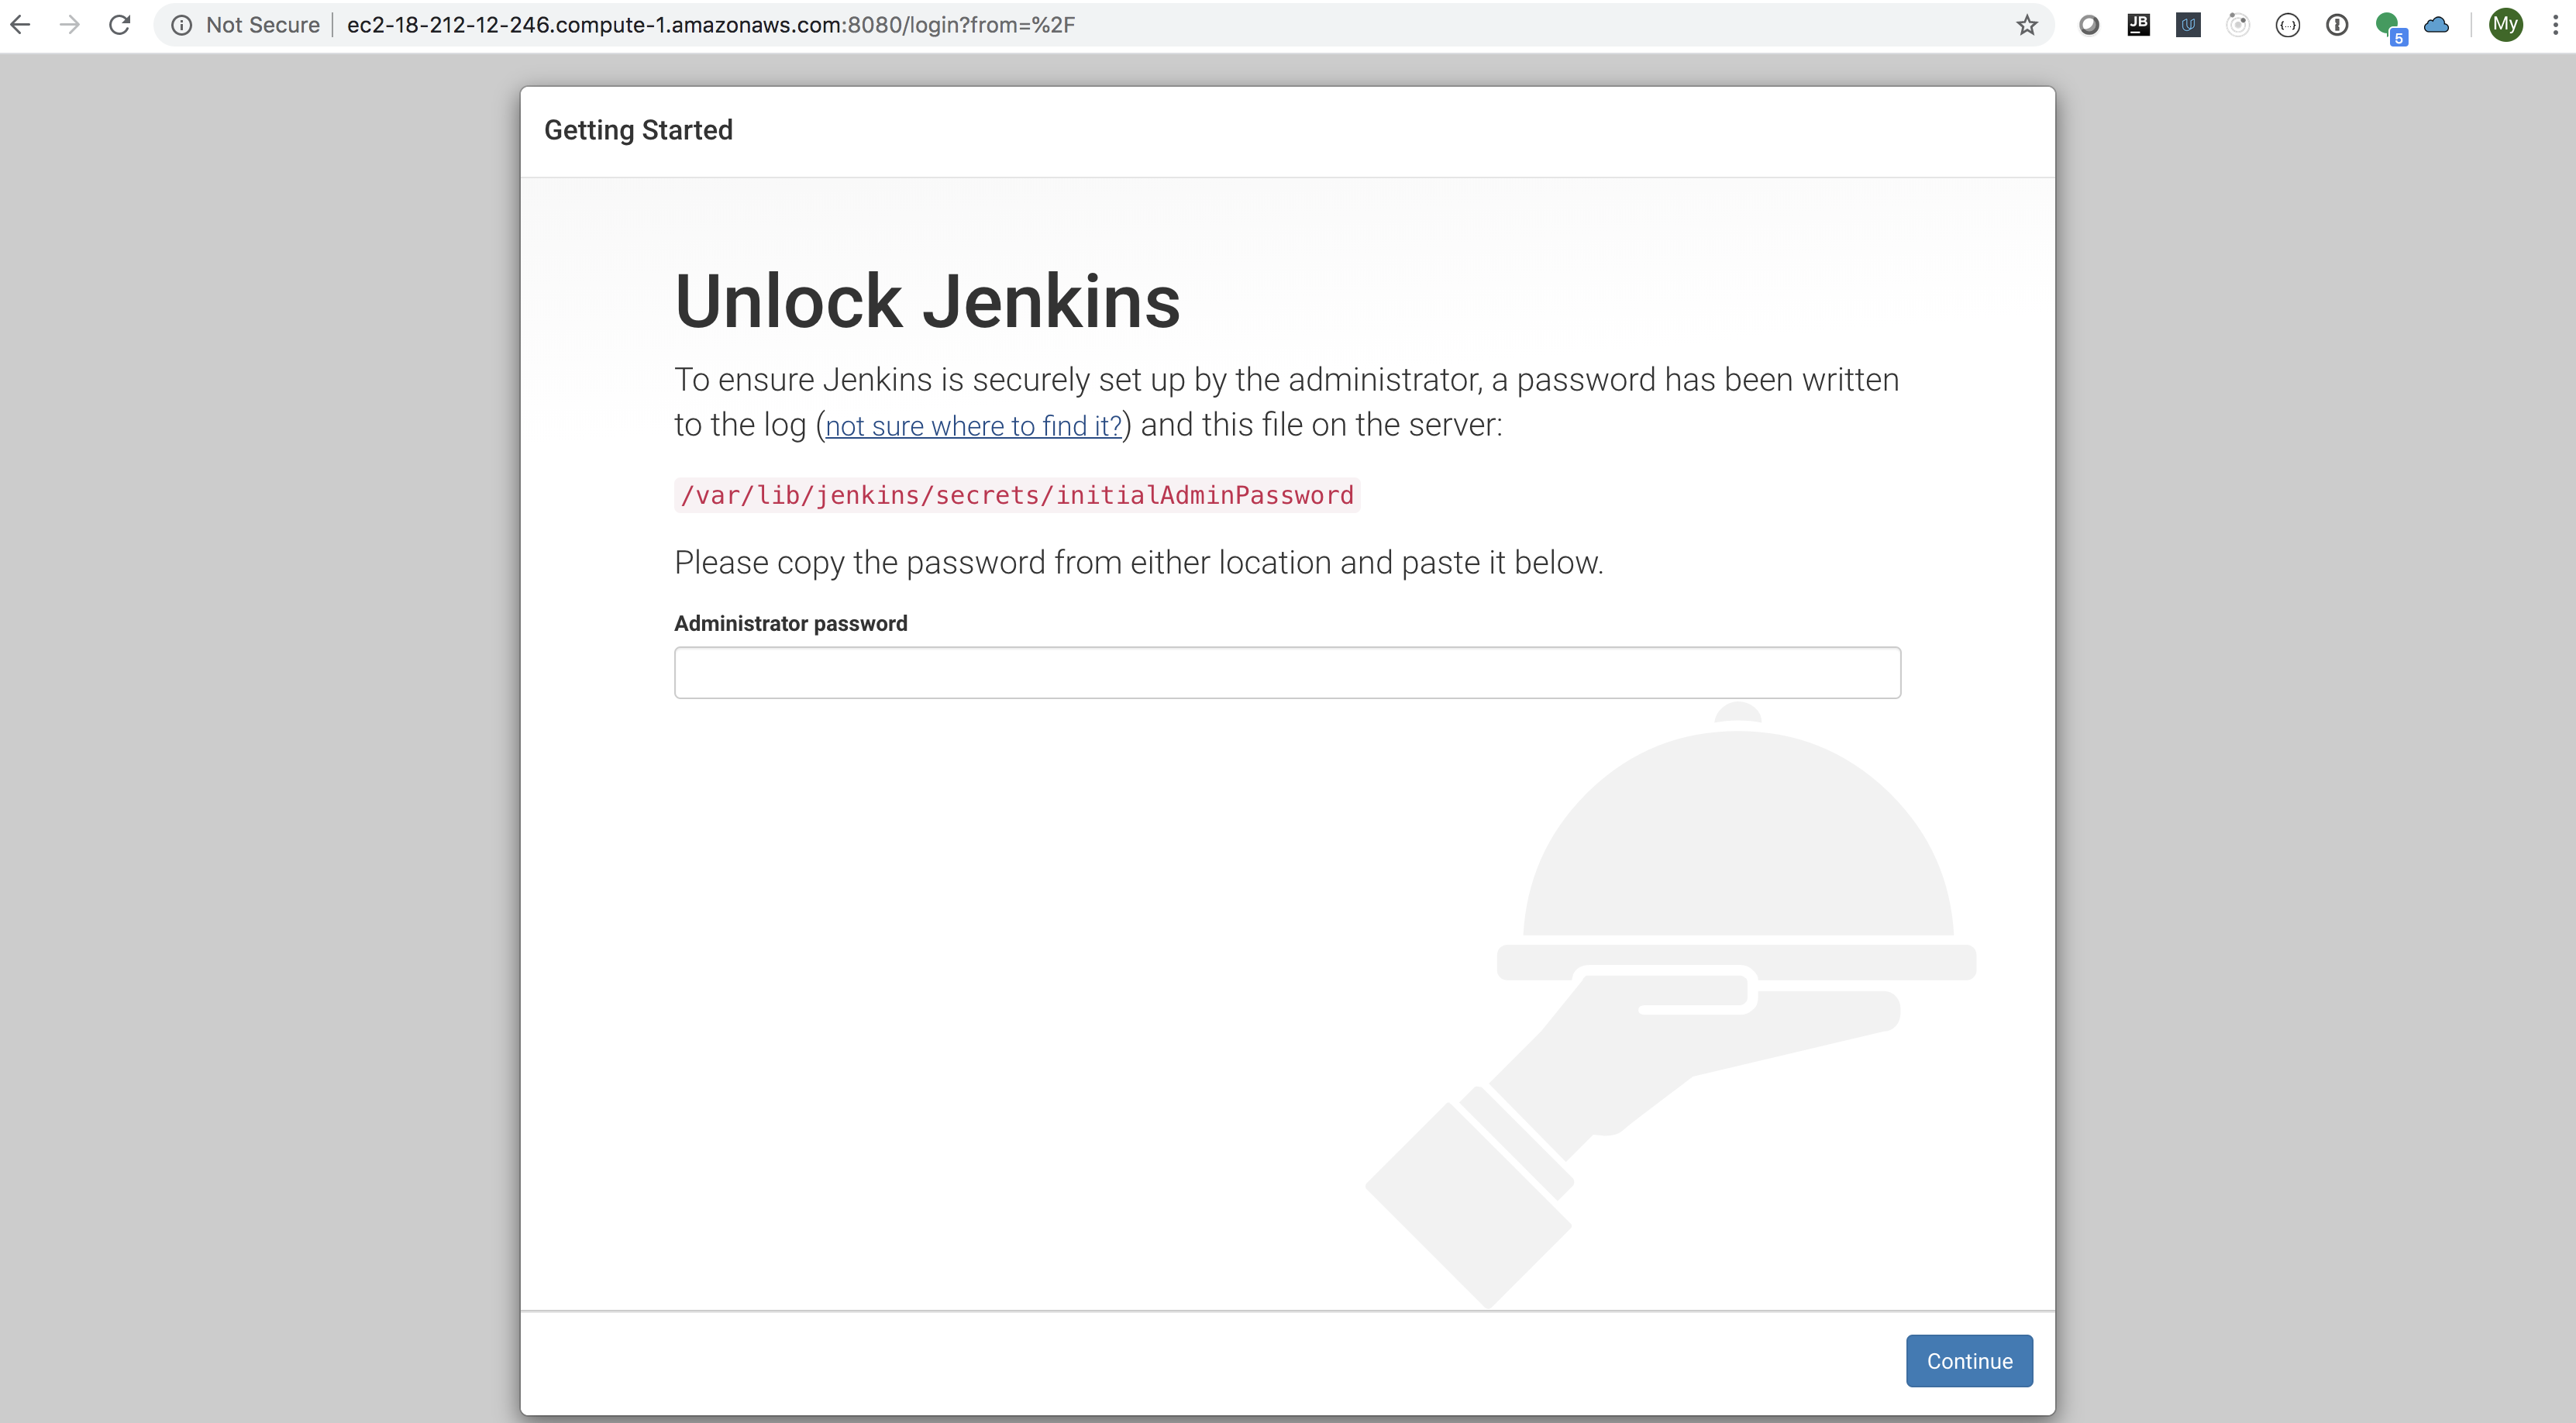 Not Secure ec2-18-212-12-246.compute-1.amazonaws.com:8080/login?from=%2F
JB
5
My
Getting Started
Unlock Jenkins
To ensure Jenkins is securely set up by the administrator, a password has been written
to the log (not sure where to find it?) and this file on the server:
/var/lib/jenkins/secrets/initialAdminPassword
Please copy the password from either location and paste it below.
Administrator password
Continue